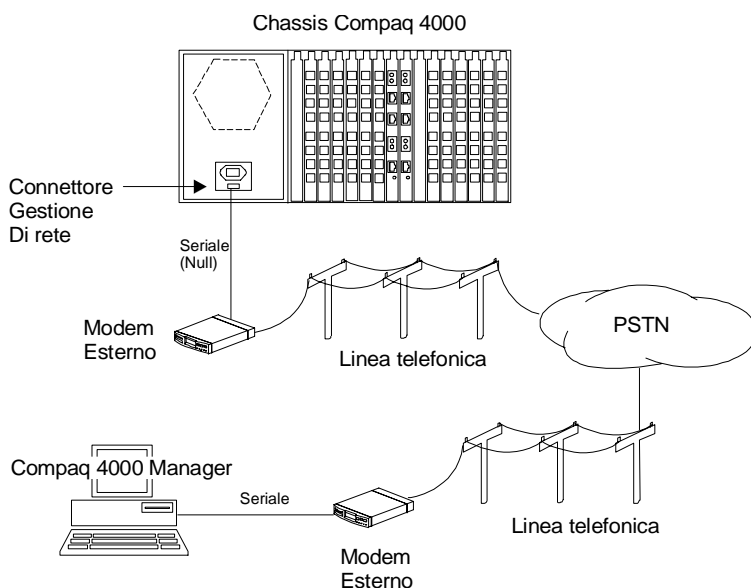 Chassis Compaq 4000
Connettore
Gestione
Di rete
Seriale
(Null)
Modem
Esterno
Linea telefonica
PSTN
Compaq 4000 Manager
Seriale
Modem
Esterno
Linea telefonica